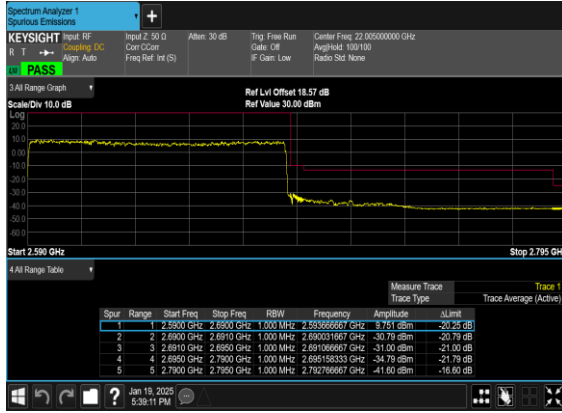 Spectrum Analyzer 1
Spurious Emissions
+
KEYSIGHT Input: RF Input Z: 50 Ω Atten: 30 dB Trig: Free Run Center Freq: 22.005000000 GHz
R T Coupling: DC Corr CCorr Gate: Off Avg|Hold: 100/100
Align: Auto Freq Ref: Int (S) IF Gain: Low Radio Std: None
PASS
3 All Range Graph
Ref Lvl Offset 18.57 dB
Scale/Div 10.0 dB Ref Value 30.00 dBm
Log
20.0
10.0
0.00
-10.0
-20.0
-30.0
-40.0
-50.0
-60.0
Start 2.590 GHz Stop 2.795 GH
4 All Range Table
Measure Trace Trace 1
Trace Type Trace Average (Active)
Spur Range Start Freq Stop Freq RBW Frequency Amplitude ΔLimit
1 1 2.5900 GHz 2.6900 GHz 1.000 MHz 2.593666667 GHz 9.751 dBm -20.25 dB
2 2 2.6900 GHz 2.6910 GHz 1.000 MHz 2.690031667 GHz -30.79 dBm -20.79 dB
3 3 2.6910 GHz 2.6950 GHz 1.000 MHz 2.691066667 GHz -31.00 dBm -21.00 dB
4 4 2.6950 GHz 2.7900 GHz 1.000 MHz 2.695158333 GHz -34.79 dBm -21.79 dB
5 5 2.7900 GHz 2.7950 GHz 1.000 MHz 2.792766667 GHz -41.60 dBm -16.60 dB
? Jan 19, 2025
5:39:11 PM